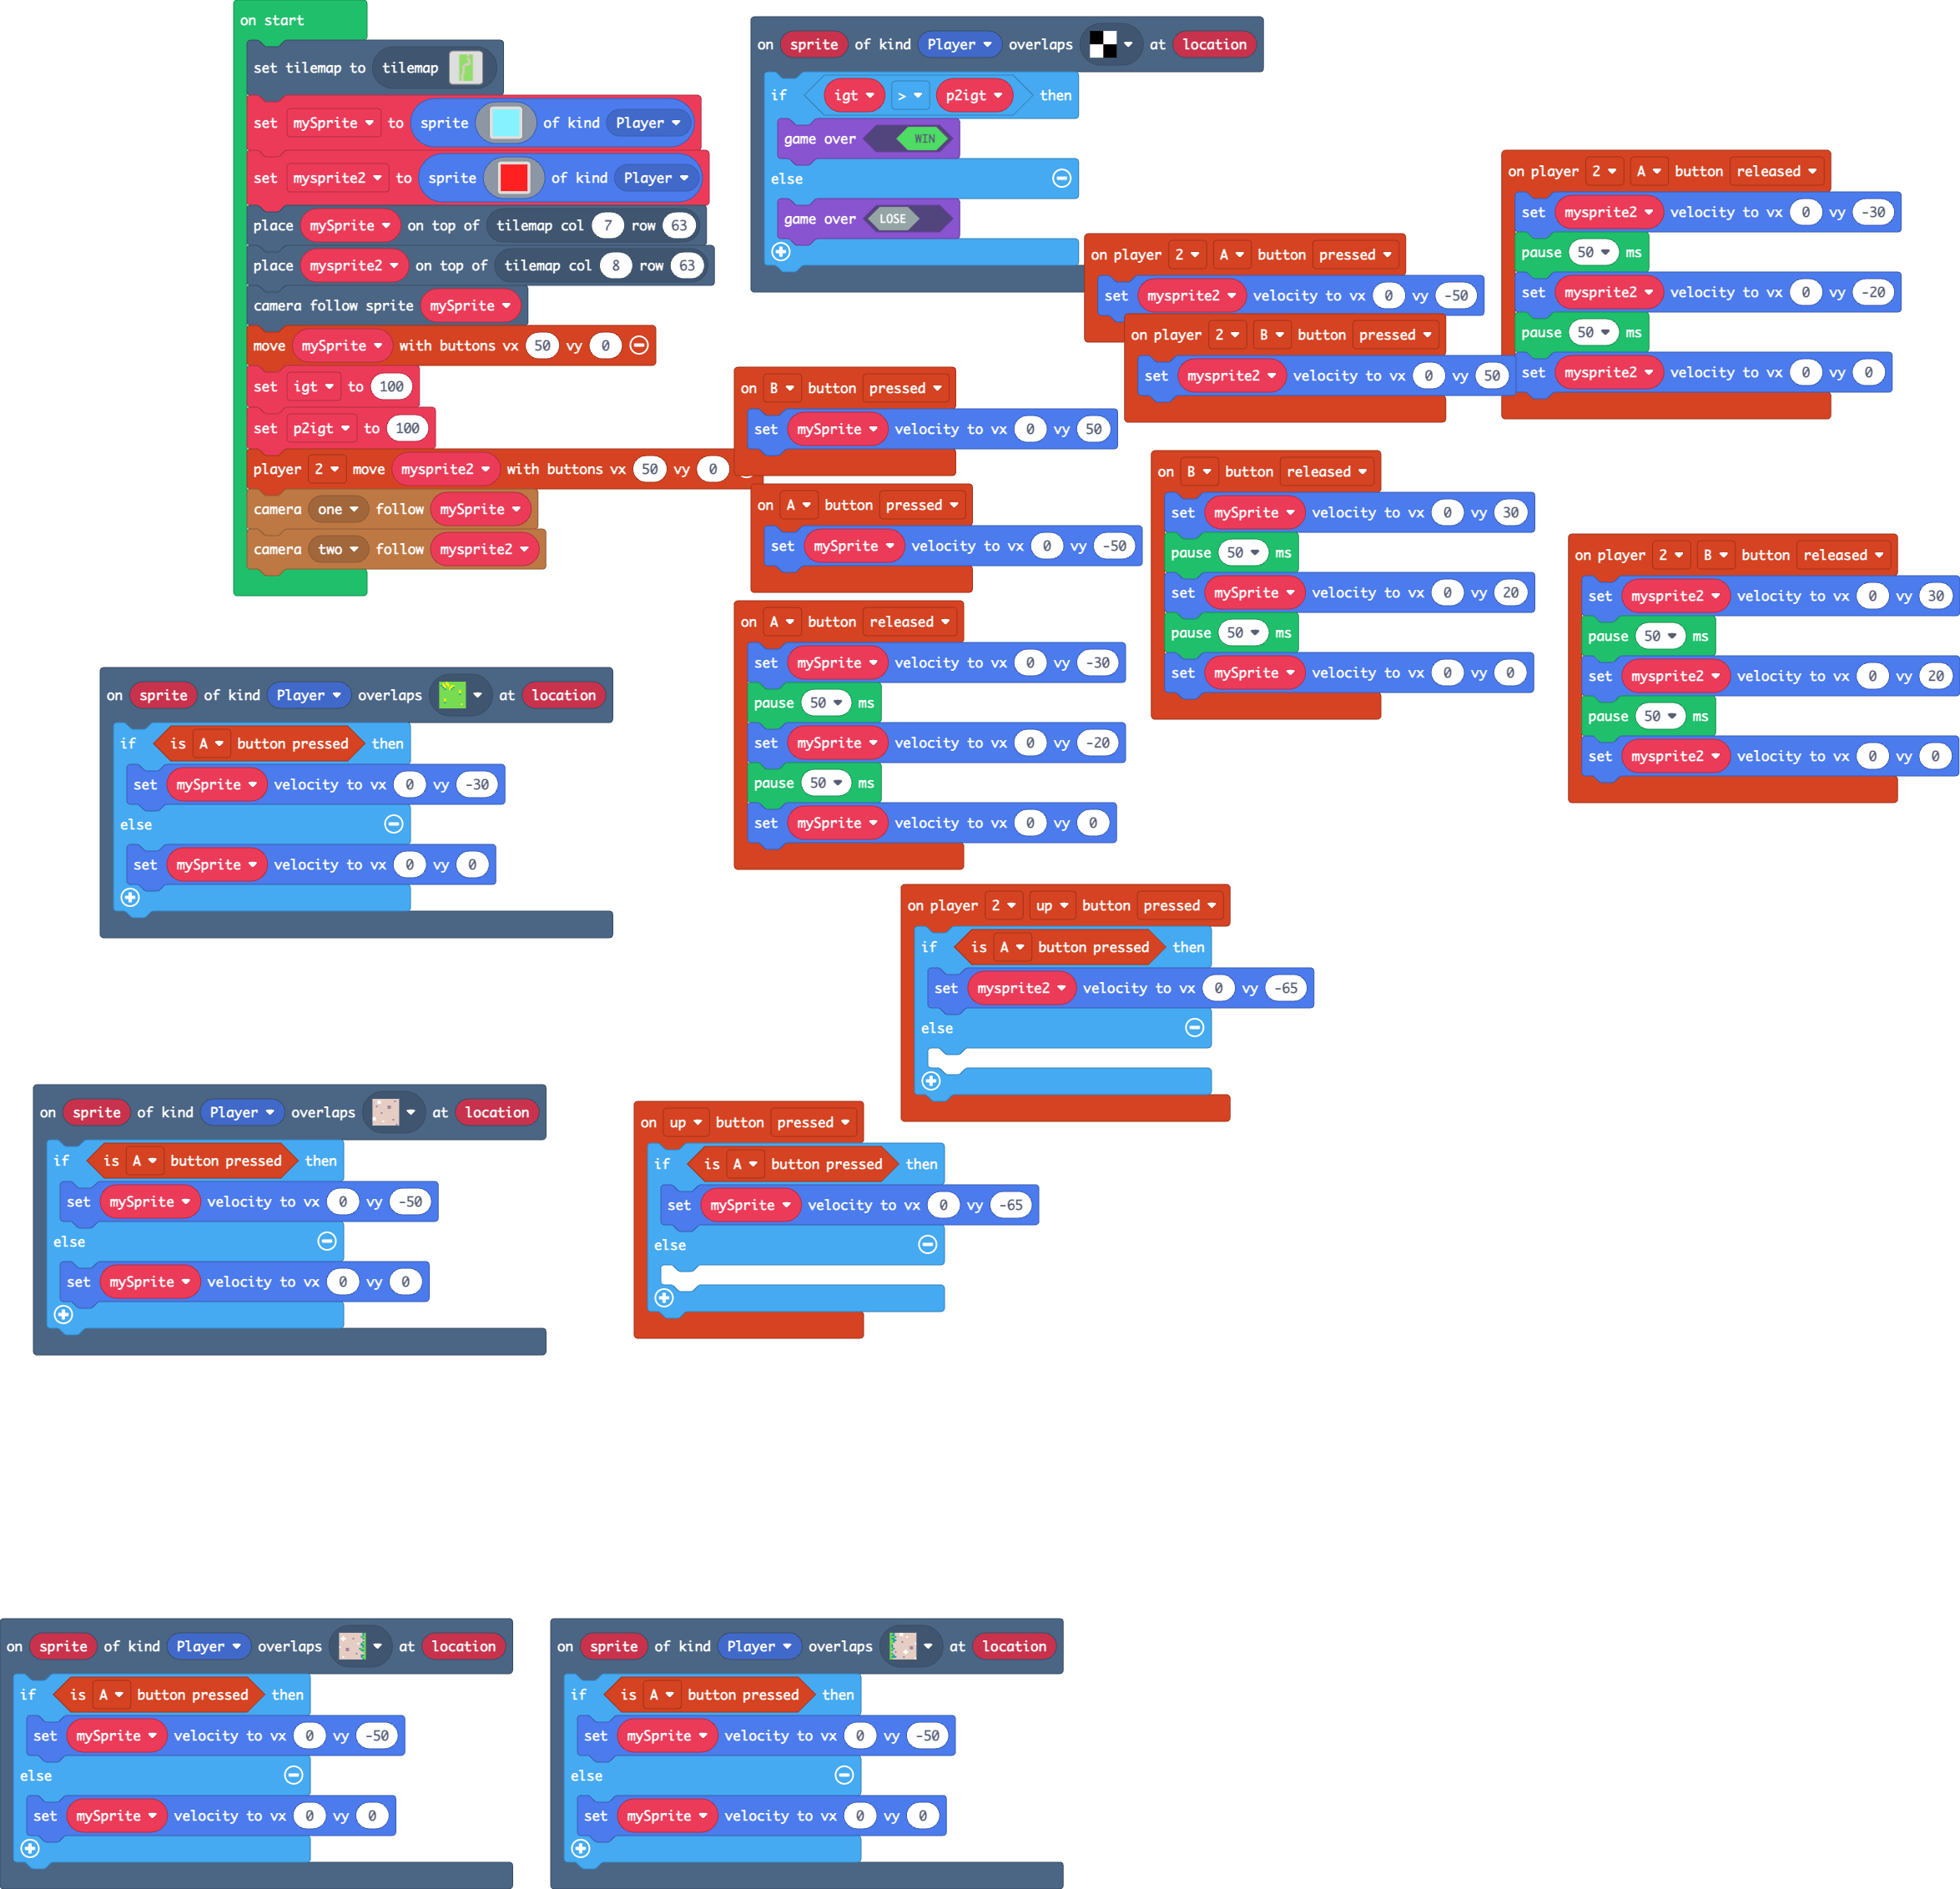 on start
set tilemap to tilemap
set mySprite to sprite of kind Player
set mysprite2 to sprite of kind Player
place mySprite on top of tilemap col 7 row 63
place mysprite2 on top of tilemap col 8 row 63
camera follow sprite mySprite
move mySprite with buttons vx 50 vy 0
set igt to 100
set p2igt to 100
player 2 move mysprite2 with buttons vx 50 vy 0
camera one follow mySprite
camera two follow mysprite2
on sprite of kind Player overlaps at location
if igt > p2igt then
game over WIN
else
game over LOSE
on player 2 A button pressed
set mysprite2 velocity to vx 0 vy -50
on player 2 B button pressed
set mysprite2 velocity to vx 0 vy 50
on player 2 A button released
set mysprite2 velocity to vx 0 vy -30
pause 50 ms
set mysprite2 velocity to vx 0 vy -20
pause 50 ms
set mysprite2 velocity to vx 0 vy 0
on B button pressed
set mySprite velocity to vx 0 vy 50
on A button pressed
set mySprite velocity to vx 0 vy -50
on A button released
set mySprite velocity to vx 0 vy -30
pause 50 ms
set mySprite velocity to vx 0 vy -20
pause 50 ms
set mySprite velocity to vx 0 vy 0
on B button released
set mySprite velocity to vx 0 vy 30
pause 50 ms
set mySprite velocity to vx 0 vy 20
pause 50 ms
set mySprite velocity to vx 0 vy 0
on player 2 B button released
set mysprite2 velocity to vx 0 vy 30
pause 50 ms
set mysprite2 velocity to vx 0 vy 20
pause 50 ms
set mysprite2 velocity to vx 0 vy 0
on sprite of kind Player overlaps at location
if is A button pressed then
set mySprite velocity to vx 0 vy -30
else
set mySprite velocity to vx 0 vy 0
on player 2 up button pressed
if is A button pressed then
set mysprite2 velocity to vx 0 vy -65
else
on sprite of kind Player overlaps at location
if is A button pressed then
set mySprite velocity to vx 0 vy -50
else
set mySprite velocity to vx 0 vy 0
on up button pressed
if is A button pressed then
set mySprite velocity to vx 0 vy -65
else
on sprite of kind Player overlaps at location
if is A button pressed then
set mySprite velocity to vx 0 vy -50
else
set mySprite velocity to vx 0 vy 0
on sprite of kind Player overlaps at location
if is A button pressed then
set mySprite velocity to vx 0 vy -50
else
set mySprite velocity to vx 0 vy 0